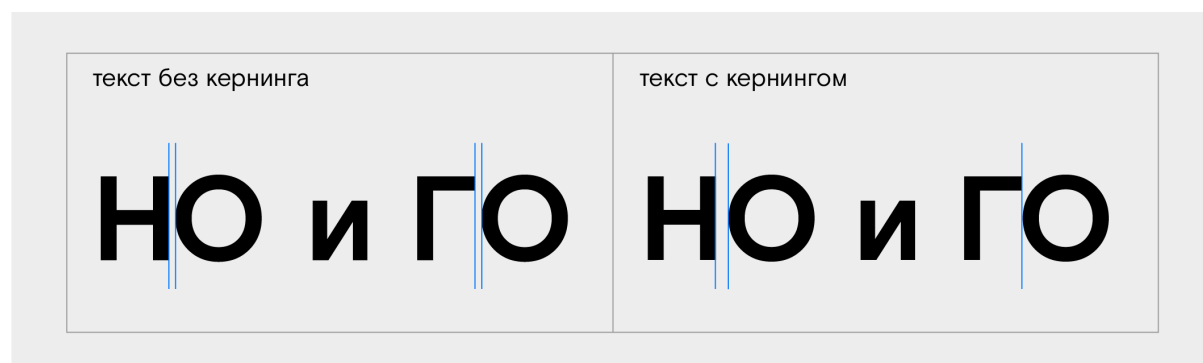 текст без кернинга
НО и ГО
текст с кернингом
НО и ГО